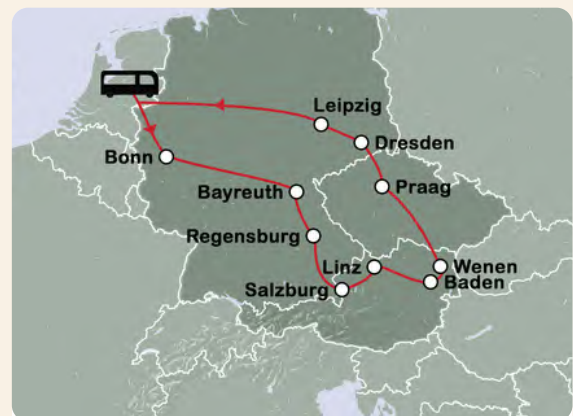 Leipzig
Dresden
Bonn
Praag
Bayreuth
Regensburg
Linz
Wenen
Baden
Salzburg